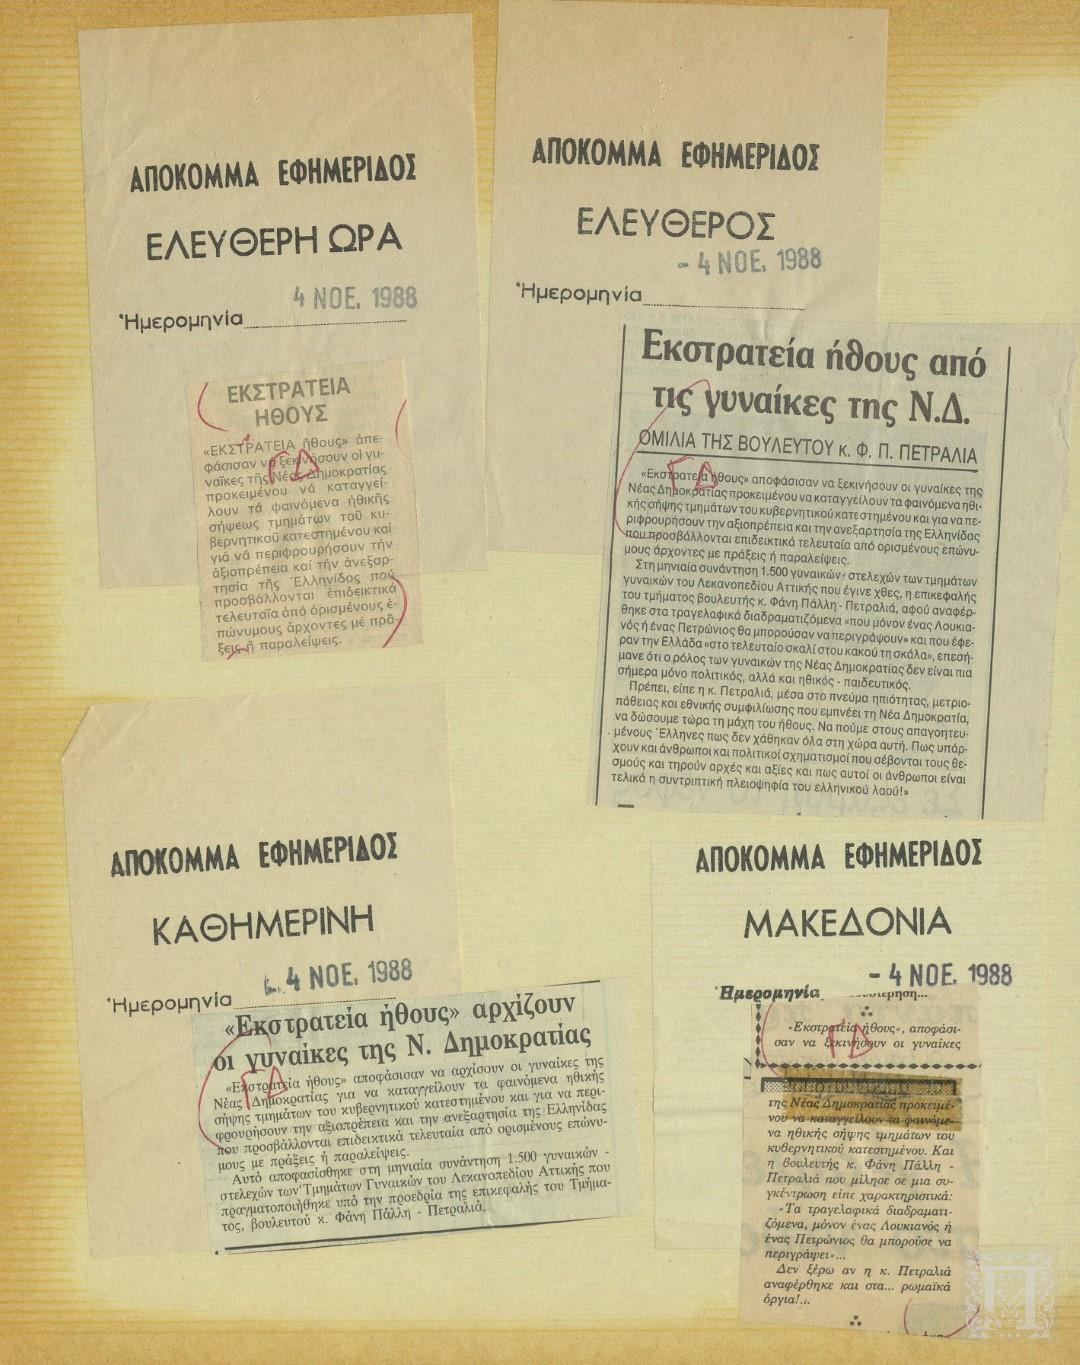 ΑΠΟΚΟΜΜΑ ΕΦΗΜΕΡΙΔΟΣ
ΕΛΕΥΘΕΡΗ ΩΡΑ
4 ΝΟΕ. 1988
Ἡμερομηνία
ΕΚΣΤΡΑΤΕΙΑ
ΗΘΟΥΣ
«ΕΚΣΤΡΑΤΕΙΑ ἤθους» ἀπε-
φάσισαν νά ξεκινήσουν οἱ γυ-
ναῖκες τῆς Νέας Δημοκρατίας
προκειμένου νά καταγγεί-
λουν τά φαινόμενα ἠθικῆς
σήψεως τμημάτων τοῦ κυ-
βερνητικοῦ κατεστημένου καί
γιά νά περιφρουρήσουν τήν
ἀξιοπρέπεια καί τήν ἀνεξαρ-
τησία τῆς Ἑλληνίδος πού
προσβάλλονται ἐπιδεικτικά
τελευταῖα ἀπό ὁρισμένους ἐ-
πώνυμους ἄρχοντες μέ πρά-
ξεις ἤ παραλείψεις.
ΓΔ
ΑΠΟΚΟΜΜΑ ΕΦΗΜΕΡΙΔΟΣ
ΕΛΕΥΘΕΡΟΣ
- 4 ΝΟΕ. 1988
Ἡμερομηνία
Εκστρατεία ήθους από
τις γυναίκες της Ν.Δ.
ΟΜΙΛΙΑ ΤΗΣ ΒΟΥΛΕΥΤΟΥ κ. Φ. Π. ΠΕΤΡΑΛΙΑ
«Εκστρατεία ήθους» αποφάσισαν να ξεκινήσουν οι γυναίκες της
Νέας Δημοκρατίας προκειμένου να καταγγείλουν τα φαινόμενα ηθι-
κής σήψης τμημάτων του κυβερνητικού κατεστημένου και για να πε-
ριφρουρήσουν την αξιοπρέπεια και την ανεξαρτησία της Ελληνίδας
που προσβάλλονται επιδεικτικά τελευταία από ορισμένους επώνυ-
μους άρχοντες με πράξεις ή παραλείψεις.
Στη μηνιαία συνάντηση 1.500 γυναικών - στελεχών των τμημάτων
γυναικών του Λεκανοπεδίου Αττικής που έγινε χθες, η επικεφαλής
του τμήματος βουλευτής κ. Φάνη Πάλλη - Πετραλιά, αφού αναφέρ-
θηκε στα τραγελαφικά διαδραματιζόμενα «που μόνον ένας Λουκια-
νός ή ένας Πετρώνιος θα μπορούσαν να περιγράψουν» και που έφε-
ραν την Ελλάδα «στο τελευταίο σκαλί στου κακού τη σκάλα», επεσή-
μανε ότι ο ρόλος των γυναικών της Νέας Δημοκρατίας δεν είναι πια
σήμερα μόνο πολιτικός, αλλά και ηθικός - παιδευτικός.
Πρέπει, είπε η κ. Πετραλιά, μέσα στο πνεύμα ηπιότητας, μετριο-
πάθειας και εθνικής συμφιλίωσης που εμπνέει τη Νέα Δημοκρατία,
να δώσουμε τώρα τη μάχη του ήθους. Να πούμε στους απαγοητευ-
μένους Έλληνες πως δεν χάθηκαν όλα στη χώρα αυτή. Πως υπάρ-
χουν και άνθρωποι και πολιτικοί σχηματισμοί που σέβονται τους θε-
σμούς και τηρούν αρχές και αξίες και πως αυτοί οι άνθρωποι είναι
τελικά η συντριπτική πλειοψηφία του ελληνικού λαού!»
ΓΔ
ΑΠΟΚΟΜΜΑ ΕΦΗΜΕΡΙΔΟΣ
ΚΑΘΗΜΕΡΙΝΗ
4 ΝΟΕ. 1988
Ἡμερομηνία
«Εκστρατεία ήθους» αρχίζουν
οι γυναίκες της Ν. Δημοκρατίας
«Εκστρατεία ήθους» αποφάσισαν να αρχίσουν οι γυναίκες της
Νέας Δημοκρατίας για να καταγγείλουν τα φαινόμενα ηθικής
σήψης τμημάτων του κυβερνητικού κατεστημένου και για να περι-
φρουρήσουν την αξιοπρέπεια και την ανεξαρτησία της Ελληνίδας
που προσβάλλονται επιδεικτικά τελευταία από ορισμένους επώνυ-
μους με πράξεις ή παραλείψεις.
Αυτό αποφασίσθηκε στη μηνιαία συνάντηση 1.500 γυναικών -
στελεχών των Τμημάτων Γυναικών του Λεκανοπεδίου Αττικής που
πραγματοποιήθηκε υπό την προεδρία της επικεφαλής του Τμήμα-
τος, βουλευτού κ. Φάνη Πάλλη - Πετραλιά.
ΓΔ
ΑΠΟΚΟΜΜΑ ΕΦΗΜΕΡΙΔΟΣ
ΜΑΚΕΔΟΝΙΑ
- 4 ΝΟΕ. 1988
Ἡμερομηνία
«Εκστρατεία ήθους», αποφάσι-
σαν να ξεκινήσουν οι γυναίκες
της Νέας Δημοκρατίας προκειμέ-
νου να καταγγείλουν τα φαινόμε-
να ηθικής σήψης τμημάτων του
κυβερνητικού κατεστημένου. Και
η βουλευτής κ. Φάνη Πάλλη -
Πετραλιά που μίλησε σε μια συ-
γκέντρωση είπε χαρακτηριστικά:
«Τα τραγελαφικά διαδραματι-
ζόμενα, μόνον ένας Λουκιανός ή
ένας Πετρώνιος θα μπορούσε να
περιγράψει»...
Δεν ξέρω αν η κ. Πετραλιά
αναφέρθηκε και στα... ρωμαϊκά
όργια!...
ΓΔ